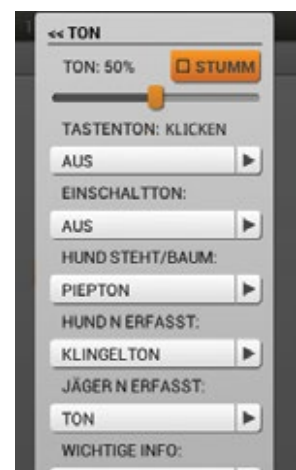 << TON
TON: 50% STUMM
TASTENTON: KLICKEN
AUS
EINSCHALTTON:
AUS
HUND STEHT/BAUM:
PIEPTON
HUND N ERFASST:
KLINGELTON
JÄGER N ERFASST:
TON
WICHTIGE INFO: